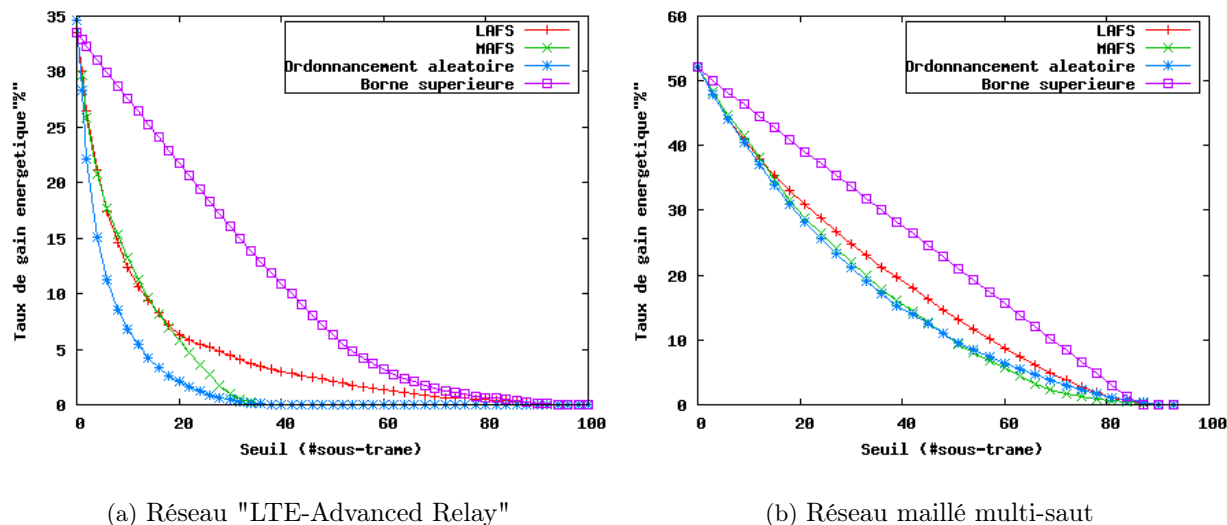 35
30
25
20
15
10
5
0
Taux de gain energetique"%"
LAFS
MAFS
Ordonnancement aleatoire
Borne superieure
0 20 40 60 80 100
Seuil (#sous-trame)
(a) Réseau "LTE-Advanced Relay"
60
50
40
30
20
10
0
Taux de gain energetique"%"
LAFS
MAFS
Ordonnancement aleatoire
Borne superieure
0 20 40 60 80 100
Seuil (#sous-trame)
(b) Réseau maillé multi-saut